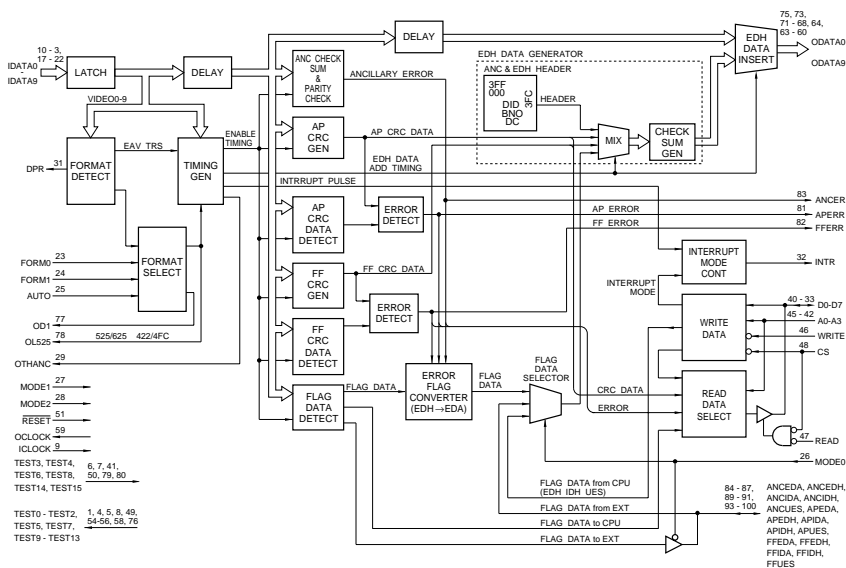 10 - 3,
17 - 22
IDATA0
-
IDATA9
LATCH
DELAY
DELAY
ANC CHECK
SUM
&
PARITY
CHECK
ANCILLARY ERROR
EDH DATA GENERATOR
ANC & EDH HEADER
3FF
000
DID
BNO
DC
3FC
HEADER
MIX
CHECK
SUM
GEN
EDH
DATA
INSERT
75, 73,
71 - 68, 64,
63 - 60
ODATA0
-
ODATA9
VIDEO0-9
ENABLE
TIMING
AP
CRC
GEN
AP CRC DATA
EDH DATA
ADD TIMING
INTRRUPT PULSE
31
DPR
FORMAT
DETECT
EAV TRS
TIMING
GEN
AP
CRC
DATA
DETECT
ERROR
DETECT
83
ANCER
AP ERROR
81
APERR
FF ERROR
82
FFERR
23
FORM0
24
FORM1
25
AUTO
FORMAT
SELECT
FF
CRC
GEN
FF CRC DATA
ERROR
DETECT
INTERRUPT
MODE
CONT
32
INTR
INTERRUPT
MODE
77
OD1
78
OL525
525/625 422/4FC
29
OTHANC
FF
CRC
DATA
DETECT
WRITE
DATA
40 - 33
D0-D7
45 - 42
A0-A3
46
WRITE
48
CS
27
MODE1
28
MODE2
51
RESET
59
OCLOCK
9
ICLOCK
FLAG
DATA
DETECT
FLAG DATA
ERROR
FLAG
CONVERTER
(EDH→EDA)
FLAG
DATA
FLAG
DATA
SELECTOR
CRC DATA
ERROR
READ
DATA
SELECT
47
READ
26
MODE0
TEST3, TEST4,
TEST6, TEST8,
TEST14, TEST15
6, 7, 41,
50, 79, 80
TEST0 - TEST2,
TEST5, TEST7,
TEST9 - TEST13
1, 4, 5, 8, 49,
54-56, 58, 76
FLAG DATA from CPU
(EDH IDH UES)
FLAG DATA from EXT
FLAG DATA to CPU
FLAG DATA to EXT
84 - 87,
89 - 91,
93 - 100
ANCEDA, ANCEDH,
ANCIDA, ANCIDH,
ANCUES, APEDA,
APEDH, APIDA,
APIDH, APUES,
FFEDA, FFEDH,
FFIDA, FFIDH,
FFUES